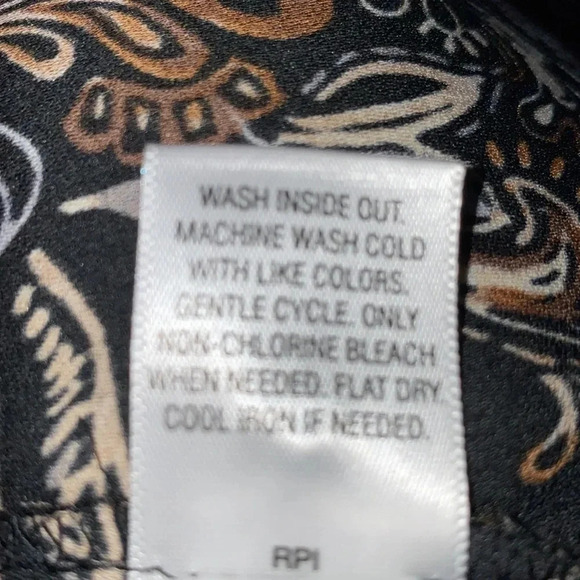 WASH INSIDE OUT.
MACHINE WASH COLD
WITH LIKE COLORS.
GENTLE CYCLE. ONLY
NON-CHLORINE BLEACH
WHEN NEEDED. FLAT DRY.
COOL IRON IF NEEDED.
RPI